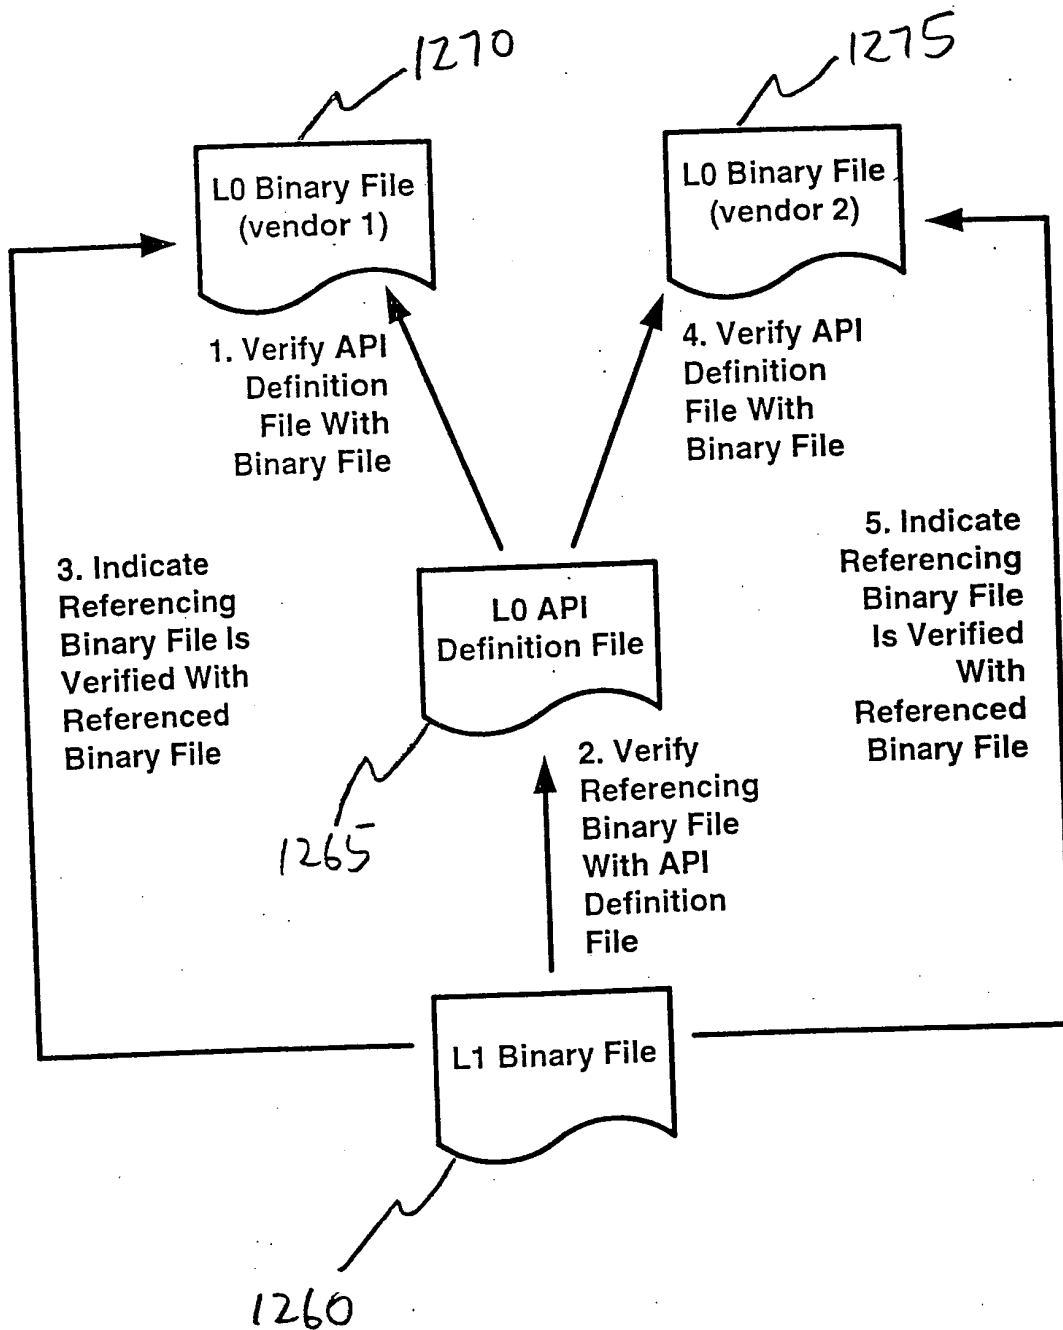 1270
1275
L0 Binary File
(vendor 1)
L0 Binary File
(vendor 2)
1. Verify API
Definition
File With
Binary File
4. Verify API
Definition
File With
Binary File
3. Indicate
Referencing
Binary File Is
Verified With
Referenced
Binary File
L0 API
Definition File
5. Indicate
Referencing
Binary File
Is Verified
With
Referenced
Binary File
1265
2. Verify
Referencing
Binary File
With API
Definition
File
L1 Binary File
1260